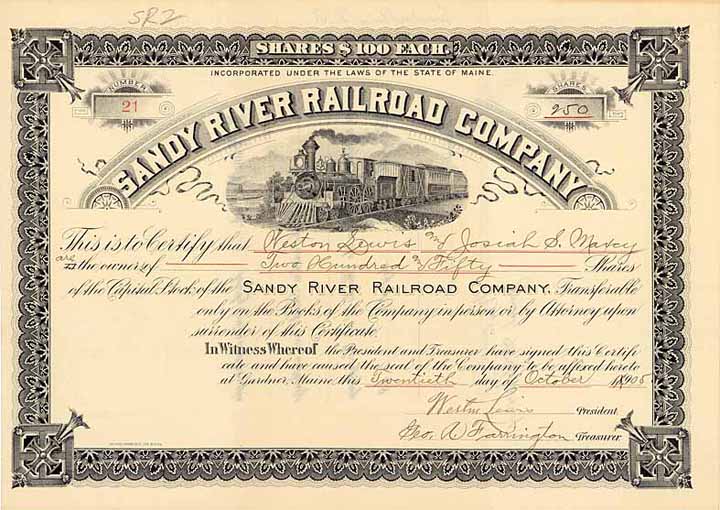 SR2
SHARES $100 EACH.
INCORPORATED UNDER THE LAWS OF THE STATE OF MAINE.
NUMBER
21
SHARES
250
SANDY RIVER RAILROAD COMPANY
This is to Certify that Weston Lewis and Josiah S. Maxcy
are the owner of Two Hundred and Fifty Shares
of the Capital Stock of the SANDY RIVER RAILROAD COMPANY, Transferable
only on the Books of the Company in person or by Attorney upon
surrender of this Certificate.
In Witness Whereof the President and Treasurer have signed this Certifi
cate and have caused the seal of the Company to be affixed hereto
at Gardner, Maine this Twentieth day of October 1905
Weston Lewis President.
Geo. A. Farrington Treasurer